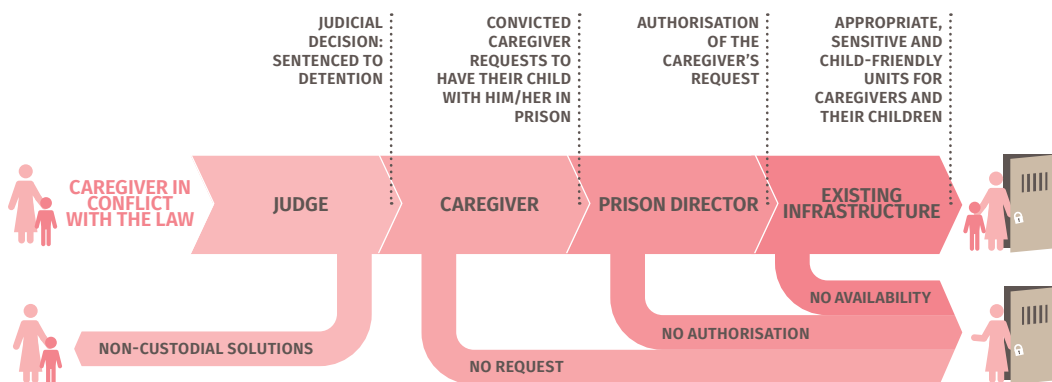 JUDICIAL
DECISION:
SENTENCED TO
DETENTION
CONVICTED
CAREGIVER
REQUESTS TO
HAVE THEIR CHILD
WITH HIM/HER IN
PRISON
AUTHORISATION
OF THE
CAREGIVER'S
REQUEST
APPROPRIATE,
SENSITIVE AND
CHILD-FRIENDLY
UNITS FOR
CAREGIVERS AND
THEIR CHILDREN
CAREGIVER IN
CONFLICT
WITH THE LAW
JUDGE
CAREGIVER
PRISON DIRECTOR
EXISTING
INFRASTRUCTURE
NO AVAILABILITY
NO AUTHORISATION
NON-CUSTODIAL SOLUTIONS
NO REQUEST